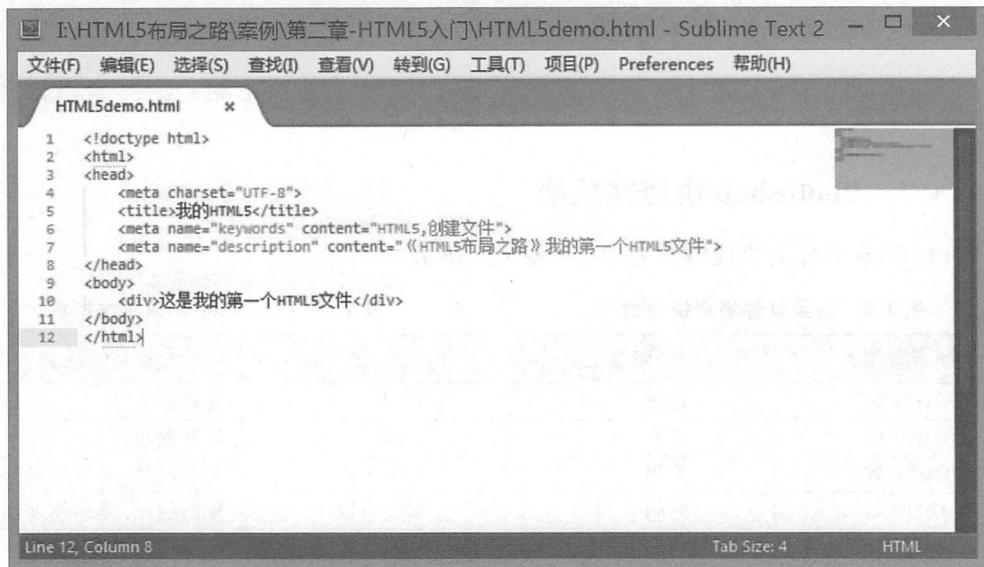 I:\HTML5布局之路\案例\第二章-HTML5入门\HTML5demo.html - Sublime Text 2
文件(F) 编辑(E) 选择(S) 查找(I) 查看(V) 转到(G) 工具(T) 项目(P) Preferences 帮助(H)
HTML5demo.html ×
1 <!doctype html>
2 <html>
3 <head>
4 <meta charset="UTF-8">
5 <title>我的HTML5</title>
6 <meta name="keywords" content="HTML5,创建文件">
7 <meta name="description" content="《HTML5布局之路》我的第一个HTML5文件">
8 </head>
9 <body>
10 <div>这是我的第一个HTML5文件</div>
11 </body>
12 </html>
Line 12, Column 8 Tab Size: 4 HTML